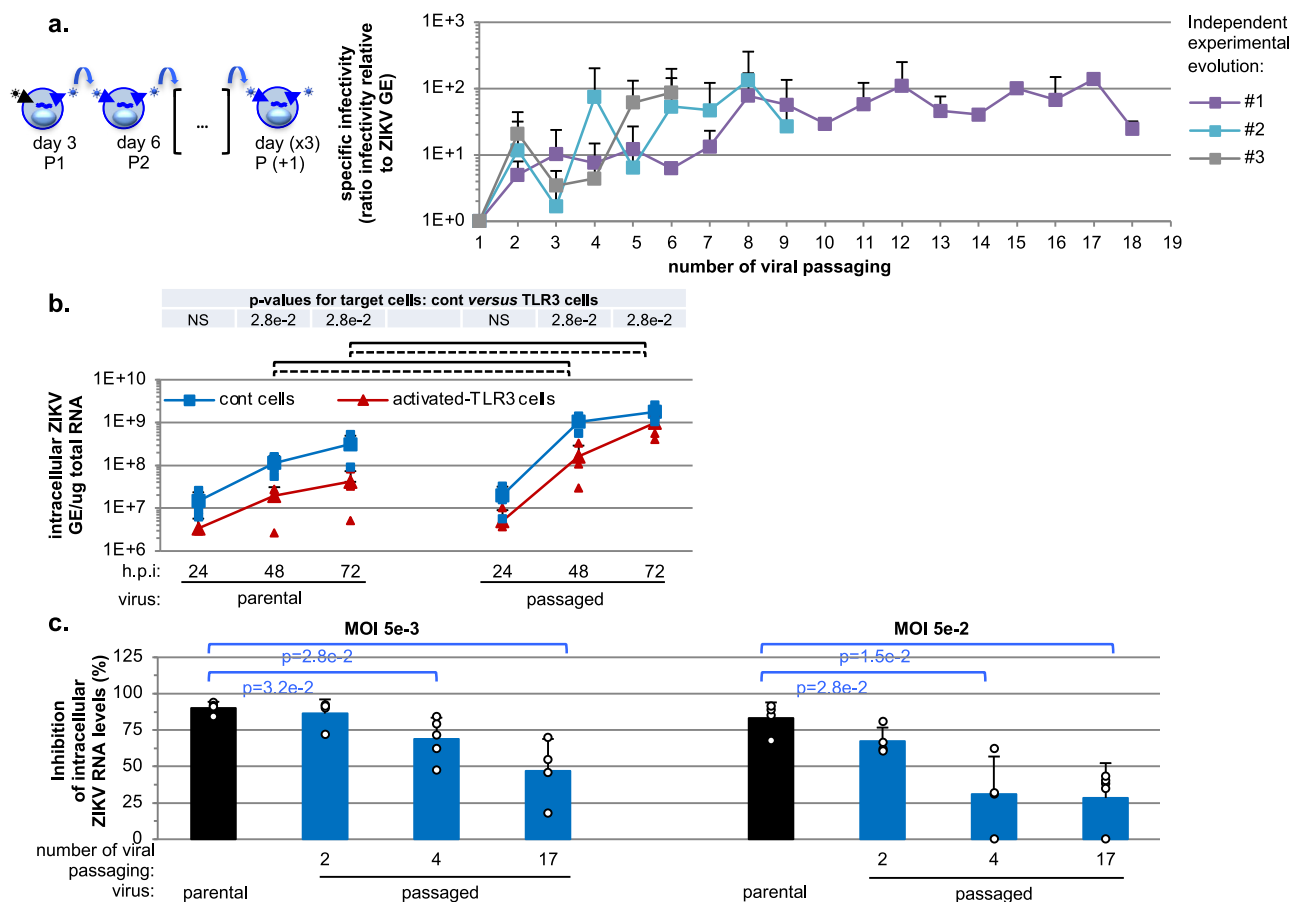 a.
day 3
P1
day 6
P2
...
day (x3)
P (+1)
specific infectivity
(ratio infectivity relative
to ZIKV GE)
1E+3
1E+2
1E+1
1E+0
1 2 3 4 5 6 7 8 9 10 11 12 13 14 15 16 17 18 19
number of viral passaging
Independent
experimental
evolution:
#1
#2
#3
b.
p-values for target cells: cont versus TLR3 cells
NS 2.8e-2 2.8e-2 NS 2.8e-2 2.8e-2
intracellular ZIKV
GE/ug total RNA
1E+10
1E+9
1E+8
1E+7
1E+6
cont cells activated-TLR3 cells
h.p.i: 24 48 72 24 48 72
virus: parental passaged
c.
MOI 5e-3 MOI 5e-2
p=2.8e-2 p=1.5e-2
p=3.2e-2 p=2.8e-2
Inhibition
of intracellular
ZIKV RNA levels (%)
125
100
75
50
25
0
number of viral
passaging: 2 4 17 2 4 17
virus: parental passaged parental passaged